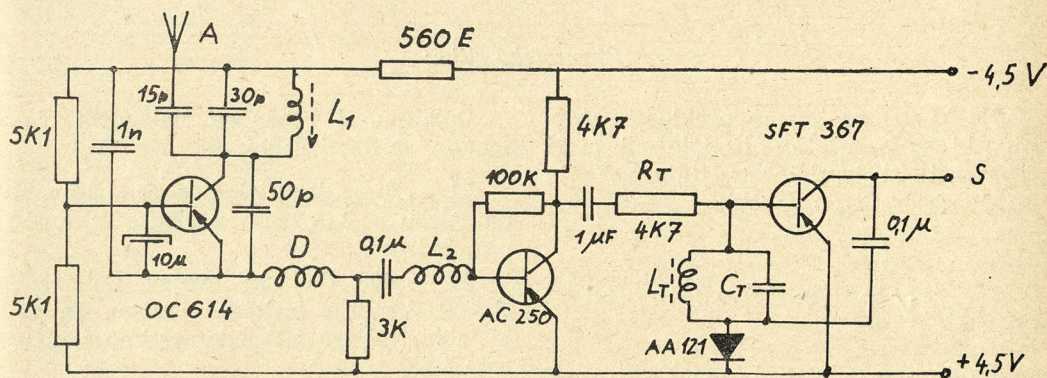 A
560 E
- 4,5 V
15p
30p
L1
5K1
1n
4K7
SFT 367
100K
RT
S
50p
1µF
4K7
0,1µ
10µ
D
0,1µ
L2
LT
CT
5K1
OC 614
3K
AC 250
AA 121
+ 4,5 V